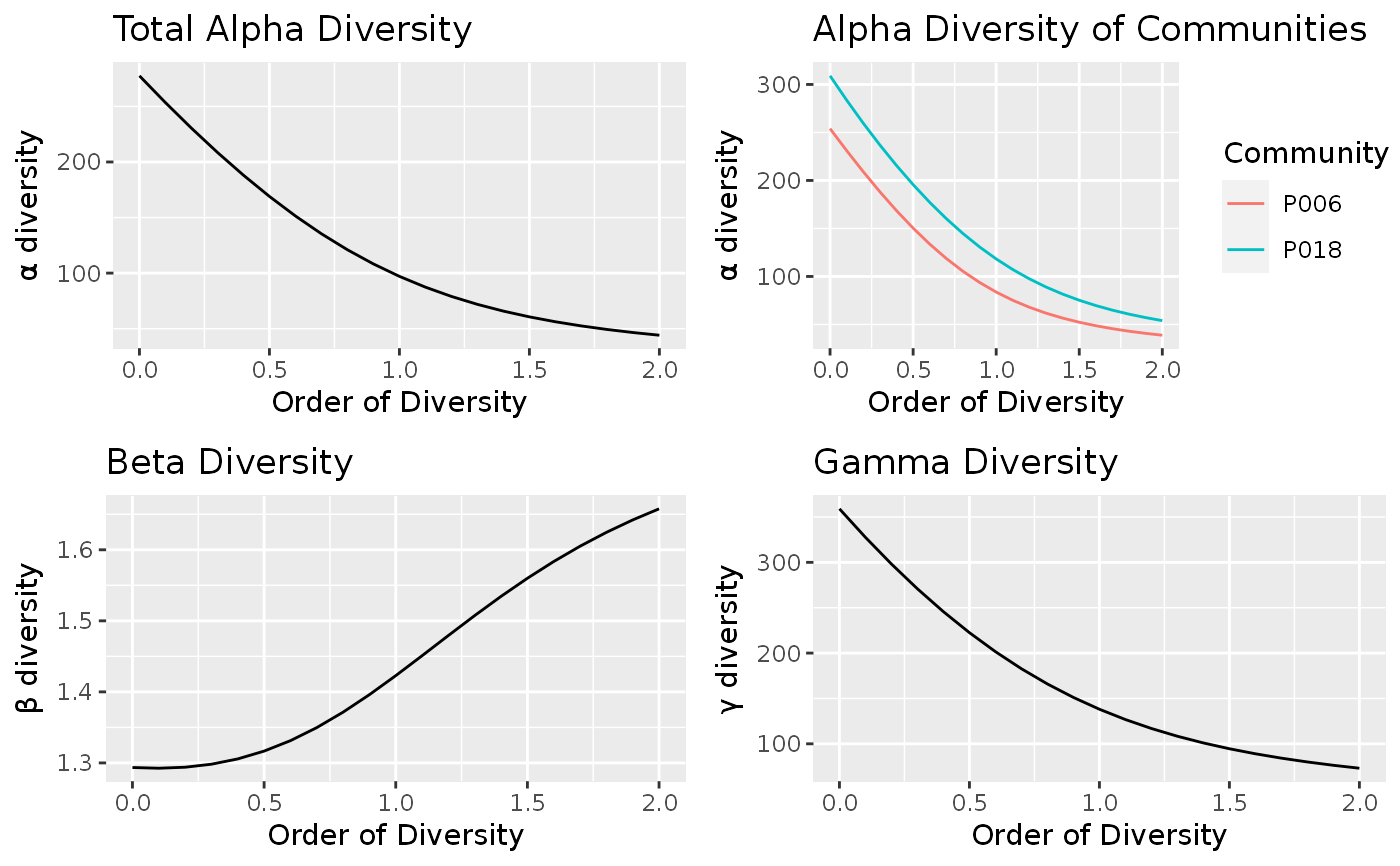 Total Alpha Diversity
α diversity
200
100
0.0 0.5 1.0 1.5 2.0
Order of Diversity
Alpha Diversity of Communities
α diversity
300
200
100
0.0 0.5 1.0 1.5 2.0
Order of Diversity
Community
P006
P018
Beta Diversity
β diversity
1.6
1.5
1.4
1.3
0.0 0.5 1.0 1.5 2.0
Order of Diversity
Gamma Diversity
γ diversity
300
200
100
0.0 0.5 1.0 1.5 2.0
Order of Diversity